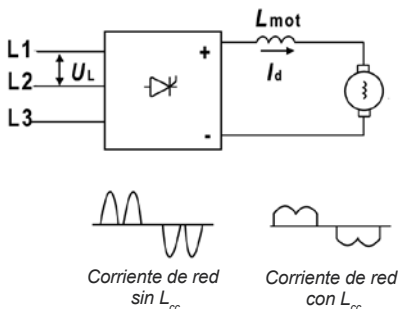 L1
L2
L3
U_L
+
-
L_mot
I_d
Corriente de red
sin L_cc
Corriente de red
con L_cc